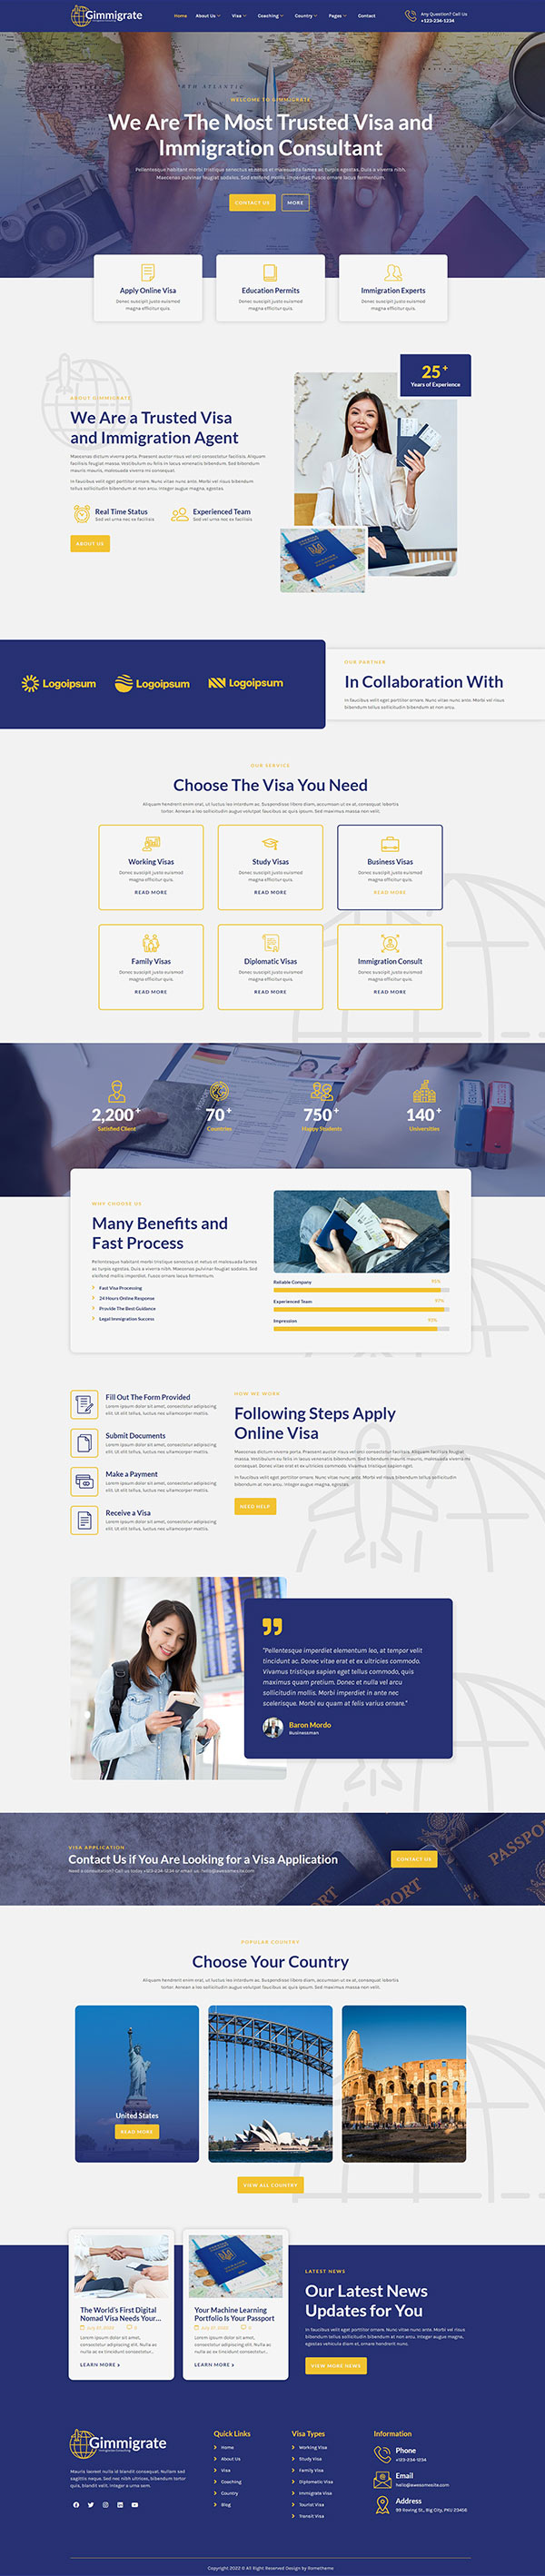 Gimmigrate
Home About Us Visa Coaching Country Pages Contact
Any Question? Call Us
+123-234-1234
WELCOME TO GIMMIGRATE
We Are The Most Trusted Visa and
Immigration Consultant
Pellentesque habitant morbi tristique senectus et netus et malesuada fames ac turpis egestas. Duis a viverra nibh.
Maecenas pulvinar feugiat sodales. Sed eleifend mollis imperdiet. Fusce ornare lacus fermentum.
CONTACT US MORE
Apply Online Visa
Donec suscipit justo euismod
magna efficitur quis.
Education Permits
Donec suscipit justo euismod
magna efficitur quis.
Immigration Experts
Donec suscipit justo euismod
magna efficitur quis.
25+
Years of Experience
ABOUT GIMMIGRATE
We Are a Trusted Visa
and Immigration Agent
Maecenas dictum viverra porta. Praesent auctor risus vel orci consectetur facilisis. Aliquam
facilisis feugiat massa. Vestibulum eu felis in lacus venenatis bibendum. Sed bibendum
mauris mauris, malesuada viverra mi consequat.
In faucibus velit eget porttitor ornare. Nunc vitae nunc ante. Morbi vel risus bibendum
tellus sollicitudin bibendum at non arcu. Integer augue magna, egestas.
Real Time Status
Sed vel urna nec ex facilisis.
Experienced Team
Sed vel urna nec ex facilisis.
ABOUT US
Logoipsum Logoipsum Logoipsum
OUR PARTNER
In Collaboration With
In faucibus velit eget porttitor ornare. Nunc vitae nunc ante. Morbi vel risus
bibendum tellus sollicitudin bibendum at non arcu.
OUR SERVICE
Choose The Visa You Need
Aliquam hendrerit enim erat, ut luctus leo interdum ac. Suspendisse libero diam, accumsan ut ex at, consequat lobortis
tortor. Aenean a leo sollicitudin augue volutpat faucibus ac quis ipsum. Sed maximus massa non velit.
Working Visas
Donec suscipit justo euismod
magna efficitur quis.
READ MORE
Study Visas
Donec suscipit justo euismod
magna efficitur quis.
READ MORE
Business Visas
Donec suscipit justo euismod
magna efficitur quis.
READ MORE
Family Visas
Donec suscipit justo euismod
magna efficitur quis.
READ MORE
Diplomatic Visas
Donec suscipit justo euismod
magna efficitur quis.
READ MORE
Immigration Consult
Donec suscipit justo euismod
magna efficitur quis.
READ MORE
2,200+
Satisfied Client
70+
Countries
750+
Happy Students
140+
Universities
WHY CHOOSE US
Many Benefits and
Fast Process
Pellentesque habitant morbi tristique senectus et netus et malesuada fames
ac turpis egestas. Duis a viverra nibh. Maecenas pulvinar feugiat sodales. Sed
eleifend mollis imperdiet. Fusce ornare lacus fermentum.
Fast Visa Processing
24 Hours Online Response
Provide The Best Guidance
Legal Immigration Success
Reliable Company
Experienced Team
Impression
Fill Out The Form Provided
Lorem ipsum dolor sit amet, consectetur adipiscing
elit. Ut elit tellus, luctus nec ullamcorper mattis.
Submit Documents
Lorem ipsum dolor sit amet, consectetur adipiscing
elit. Ut elit tellus, luctus nec ullamcorper mattis.
Make a Payment
Lorem ipsum dolor sit amet, consectetur adipiscing
elit. Ut elit tellus, luctus nec ullamcorper mattis.
Receive a Visa
Lorem ipsum dolor sit amet, consectetur adipiscing
elit. Ut elit tellus, luctus nec ullamcorper mattis.
HOW WE WORK
Following Steps Apply
Online Visa
Maecenas dictum viverra porta. Praesent auctor risus vel orci consectetur facilisis. Aliquam facilisis feugiat
massa. Vestibulum eu felis in lacus venenatis bibendum. Sed bibendum mauris mauris, malesuada viverra mi
consequat. Donec vitae erat et ex ultricies commodo. Vivamus tristique sapien eget.
In faucibus velit eget porttitor ornare. Nunc vitae nunc ante. Morbi vel risus bibendum tellus sollicitudin
bibendum at non arcu. Integer augue magna, egestas.
NEED HELP
"Pellentesque imperdiet elementum leo, at tempor velit
tincidunt ac. Donec vitae erat et ex ultricies commodo.
Vivamus tristique sapien eget tellus commodo, quis
maximus quam pretium. Donec et nulla vel arcu
sollicitudin mollis. Morbi imperdiet in ante nec
scelerisque. Morbi eu quam at felis varius ornare."
Baron Mordo
Businessman
VISA APPLICATION
Contact Us if You Are Looking for a Visa Application
Need a consultation? Call us today +123-234-1234 or email us: hello@awesomesite.com
CONTACT US
PASSPORT
PORT
PORT
POPULAR COUNTRY
Choose Your Country
Aliquam hendrerit enim erat, ut luctus leo interdum ac. Suspendisse libero diam, accumsan ut ex at, consequat lobortis
tortor. Aenean a leo sollicitudin augue volutpat faucibus ac quis ipsum. Sed maximus massa non velit.
United States
READ MORE
VIEW ALL COUNTRY
The World's First Digital
Nomad Visa Needs Your...
Lorem ipsum dolor sit amet,
consectetur adipiscing elit. Nulla ac
nulla ac ex tincidunt consectetur...
LEARN MORE
Your Machine Learning
Portfolio Is Your Passport
Lorem ipsum dolor sit amet,
consectetur adipiscing elit. Nulla ac
nulla ac ex tincidunt consectetur...
LEARN MORE
LATEST NEWS
Our Latest News
Updates for You
In faucibus velit eget porttitor ornare. Nunc vitae nunc ante. Morbi vel risus
bibendum tellus sollicitudin bibendum at non arcu. Integer augue magna,
egestas vehicula diam et, ornare hendrerit nunc.
VIEW MORE NEWS
Gimmigrate
Mauris laoreet nulla id blandit consequat. Nullam sed
sagittis neque. Sed nec nibh ultrices, bibendum tortor
quis, blandit velit. Integer a urna sem.
Quick Links
Home
About Us
Visa
Coaching
Country
Blog
Visa Types
Working Visa
Study Visa
Family Visa
Diplomatic Visa
Immigrate Visa
Tourist Visa
Transit Visa
Information
Phone
+123-234-1234
Email
hello@awesomesite.com
Address
99 Roving St., Big City, PKU 23456
Copyright 2022 © All Right Reserved Design by Rometheme